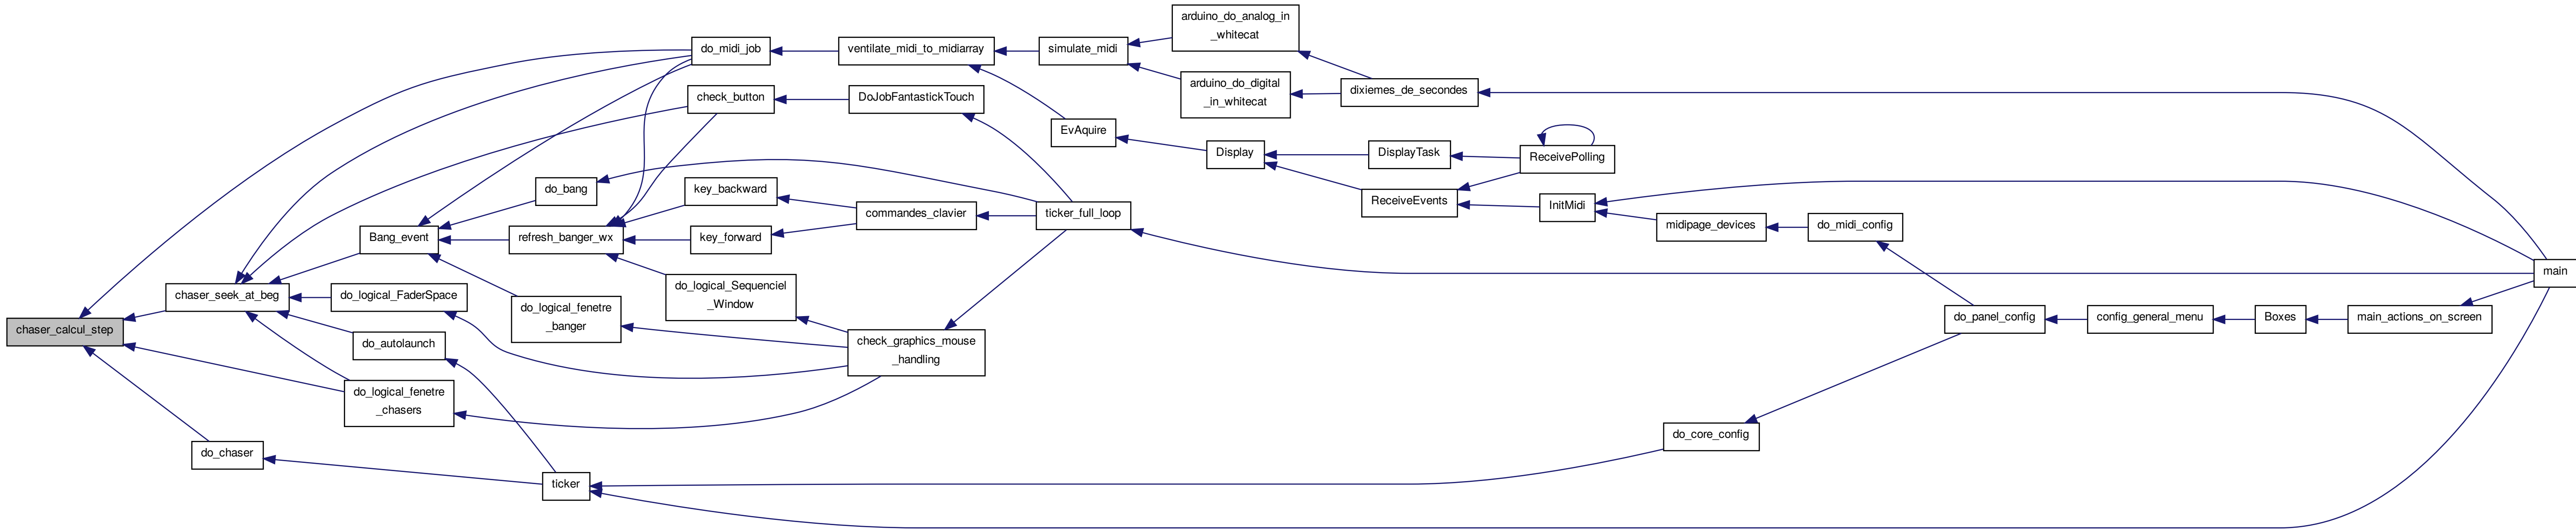 chaser_calcul_step
chaser_seek_at_beg
do_logical_fenetre
_chasers
do_chaser
do_midi_job
check_button
Bang_event
do_logical_FaderSpace
do_autolaunch
do_bang
refresh_banger_wx
do_logical_fenetre
_banger
ticker
key_backward
key_forward
do_logical_Sequenciel
_Window
ventilate_midi_to_midiarray
DoJobFantastickTouch
commandes_clavier
check_graphics_mouse
_handling
simulate_midi
EvAquire
ticker_full_loop
arduino_do_analog_in
_whitecat
arduino_do_digital
_in_whitecat
Display
dixiemes_de_secondes
DisplayTask
ReceiveEvents
ReceivePolling
InitMidi
midipage_devices
do_core_config
do_midi_config
do_panel_config
config_general_menu
Boxes
main_actions_on_screen
main